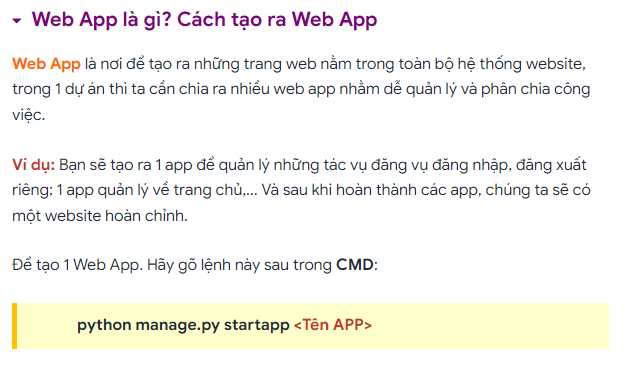 Web App là gì? Cách tạo ra Web App
Web App là nơi để tạo ra những trang web nằm trong toàn bộ hệ thống website,
trong 1 dự án thì ta cần chia ra nhiều web app nhằm dễ quản lý và phân chia công
việc.
Ví dụ: Bạn sẽ tạo ra 1 app để quản lý những tác vụ đăng vụ đăng nhập, đăng xuất
riêng; 1 app quản lý về trang chủ,... Và sau khi hoàn thành các app, chúng ta sẽ có
một website hoàn chỉnh.
Để tạo 1 Web App. Hãy gõ lệnh này sau trong CMD:
python manage.py startapp <Tên APP>